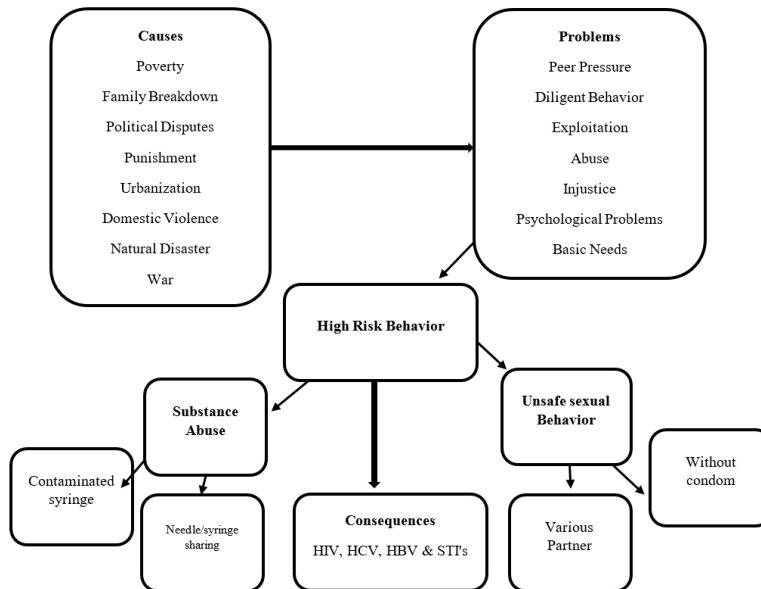 Causes
Poverty
Family Breakdown
Political Disputes
Punishment
Urbanization
Domestic Violence
Natural Disaster
War
Problems
Peer Pressure
Diligent Behavior
Exploitation
Abuse
Injustice
Psychological Problems
Basic Needs
High Risk Behavior
Substance
Abuse
Unsafe sexual
Behavior
Contaminated
syringe
Needle/syringe
sharing
Consequences
HIV, HCV, HBV & STI's
Various
Partner
Without
condom